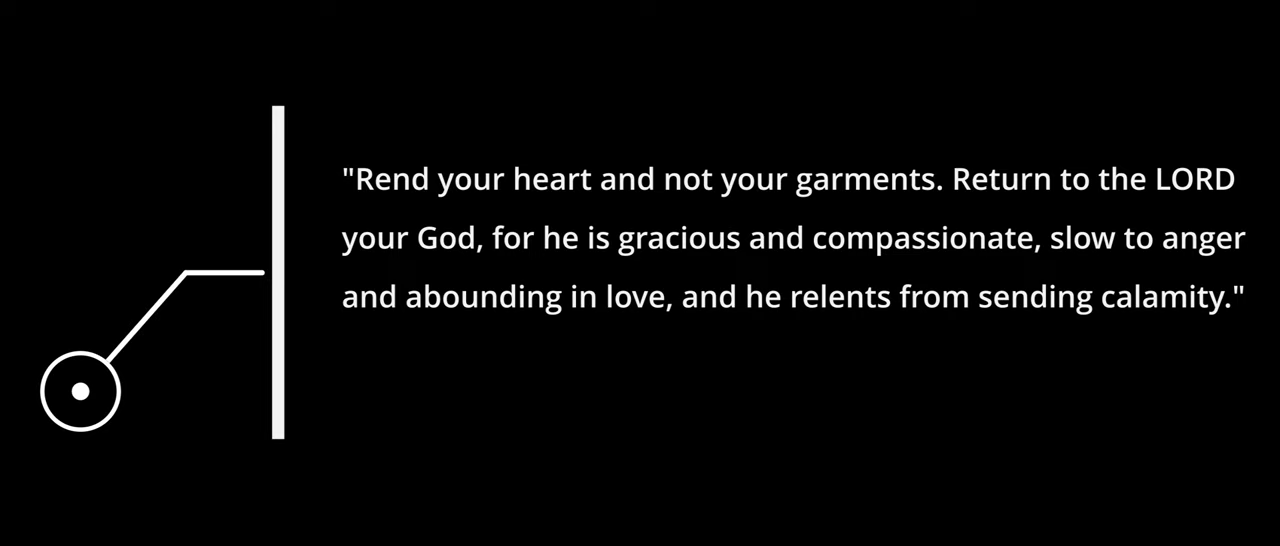 "Rend your heart and not your garments. Return to the LORD
your God, for he is gracious and compassionate, slow to anger
and abounding in love, and he relents from sending calamity."